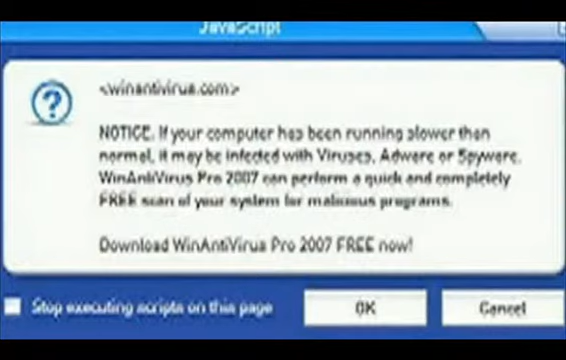 JavaScript
<winantivirus.com>
NOTICE. If your computer has been running slower than
normal, it may be infected with Viruses, Adware or Spyware.
WinAntiVirus Pro 2007 can perform a quick and completely
FREE scan of your system for malicious programs.
Download WinAntiVirus Pro 2007 FREE now!
Stop executing scripts on this page
OK
Cancel